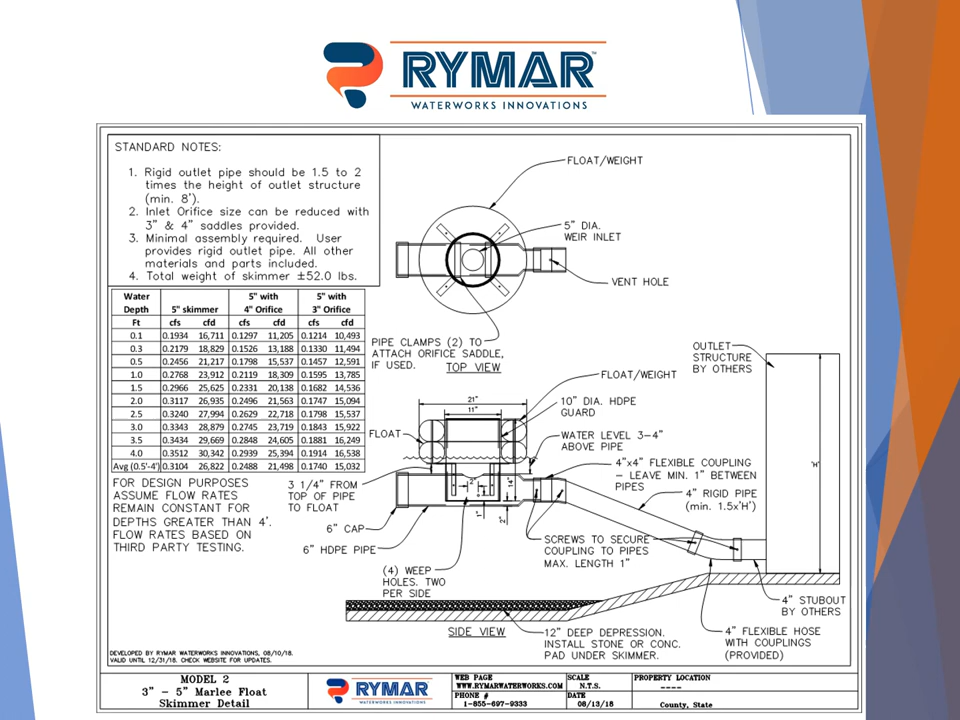 RYMAR™
WATERWORKS INNOVATIONS
STANDARD NOTES:
1. Rigid outlet pipe should be 1.5 to 2
times the height of outlet structure
(min. 8').
2. Inlet Orifice size can be reduced with
3" & 4" saddles provided.
3. Minimal assembly required. User
provides rigid outlet pipe. All other
materials and parts included.
4. Total weight of skimmer ±52.0 lbs.
Water 5" with 5" with
Depth 5" skimmer 4" Orifice 3" Orifice
Ft cfs cfd cfs cfd cfs cfd
0.1 0.1934 16,711 0.1297 11,205 0.1214 10,493
0.3 0.2179 18,829 0.1526 13,188 0.1330 11,494
0.5 0.2456 21,217 0.1798 15,537 0.1457 12,591
1.0 0.2768 23,912 0.2119 18,309 0.1595 13,785
1.5 0.2966 25,625 0.2331 20,138 0.1682 14,536
2.0 0.3117 26,935 0.2496 21,563 0.1747 15,094
2.5 0.3240 27,994 0.2629 22,718 0.1798 15,537
3.0 0.3343 28,879 0.2745 23,719 0.1843 15,922
3.5 0.3434 29,669 0.2848 24,605 0.1881 16,249
4.0 0.3512 30,342 0.2939 25,394 0.1914 16,538
Avg (0.5'-4') 0.3104 26,822 0.2488 21,498 0.1740 15,032
FOR DESIGN PURPOSES
ASSUME FLOW RATES
REMAIN CONSTANT FOR
DEPTHS GREATER THAN 4'.
FLOW RATES BASED ON
THIRD PARTY TESTING.
FLOAT/WEIGHT
5" DIA.
WEIR INLET
VENT HOLE
PIPE CLAMPS (2) TO
ATTACH ORIFICE SADDLE,
IF USED.
TOP VIEW
OUTLET
STRUCTURE
BY OTHERS
FLOAT/WEIGHT
21"
11"
10" DIA. HDPE
GUARD
FLOAT
WATER LEVEL 3-4"
ABOVE PIPE
4"x4" FLEXIBLE COUPLING
- LEAVE MIN. 1" BETWEEN
PIPES
"H"
3 1/4" FROM
TOP OF PIPE
TO FLOAT
2"
14"
1"
2"
4" RIGID PIPE
(min. 1.5x'H')
6" CAP
6" HDPE PIPE
SCREWS TO SECURE
COUPLING TO PIPES
MAX. LENGTH 1"
(4) WEEP
HOLES. TWO
PER SIDE
4" STUBOUT
BY OTHERS
SIDE VIEW
12" DEEP DEPRESSION.
INSTALL STONE OR CONC.
PAD UNDER SKIMMER.
4" FLEXIBLE HOSE
WITH COUPLINGS
(PROVIDED)
DEVELOPED BY RYMAR WATERWORKS INNOVATIONS, 08/10/18.
VALID UNTIL 12/31/18. CHECK WEBSITE FOR UPDATES.
MODEL 2
3" - 5" Marlee Float
Skimmer Detail
RYMAR
WATERWORKS INNOVATIONS
WEB PAGE
WWW.RYMARWATERWORKS.COM
PHONE #
1-855-697-9333
SCALE
N.T.S.
DATE
08/13/18
PROPERTY LOCATION
----
County, State